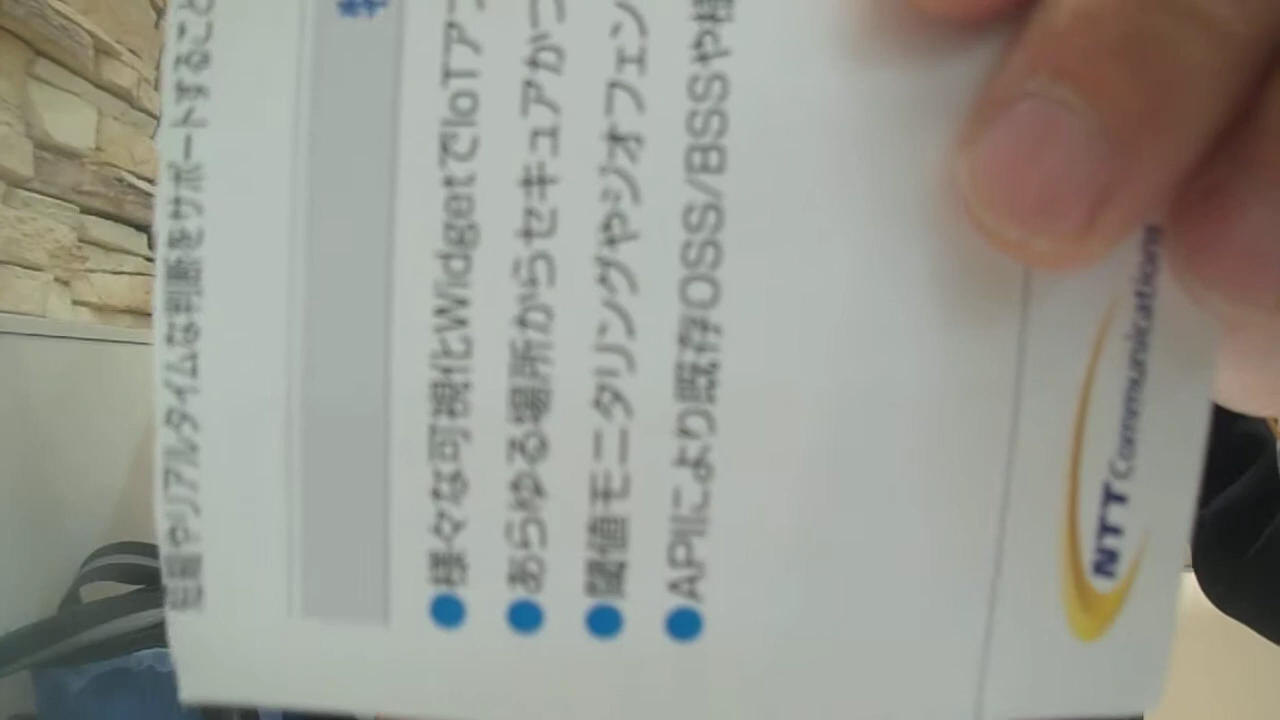 やリアルタイムな判断をサポートすること
●様々な可視化WidgetでIoTア
●あらゆる場所からセキュアかつ
●閾値モニタリングやジオフェン
●APIにより既存OSS/BSSや様
NTT Communications